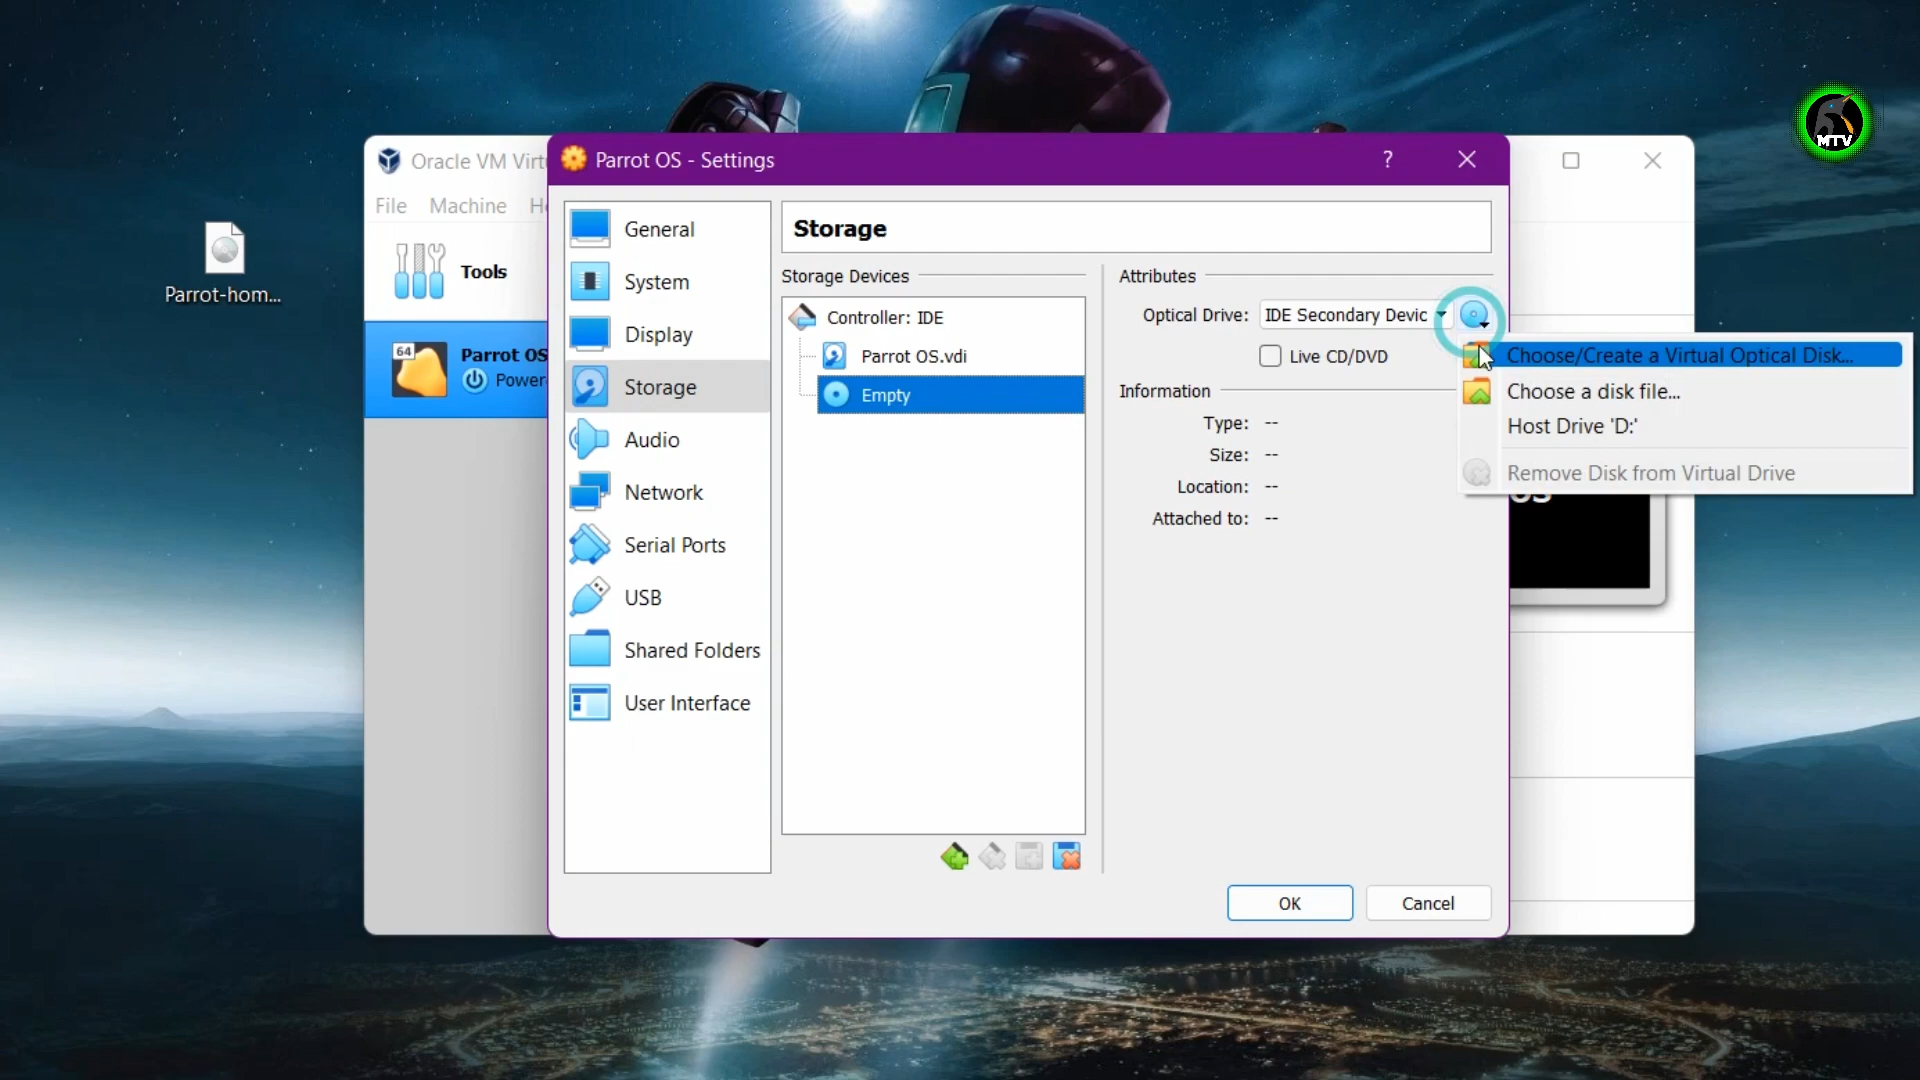 MTV
Oracle VM Virtu
Parrot OS - Settings
?
File Machine He
Tools
64
Parrot OS
Power
Parrot-hom...
General
System
Display
Storage
Audio
Network
Serial Ports
USB
Shared Folders
User Interface
Storage
Storage Devices
Controller: IDE
Parrot OS.vdi
Empty
Attributes
Optical Drive: IDE Secondary Devic
Live CD/DVD
Information
Type: --
Size: --
Location: --
Attached to: --
Choose/Create a Virtual Optical Disk...
Choose a disk file...
Host Drive 'D:'
Remove Disk from Virtual Drive
OS
OK
Cancel